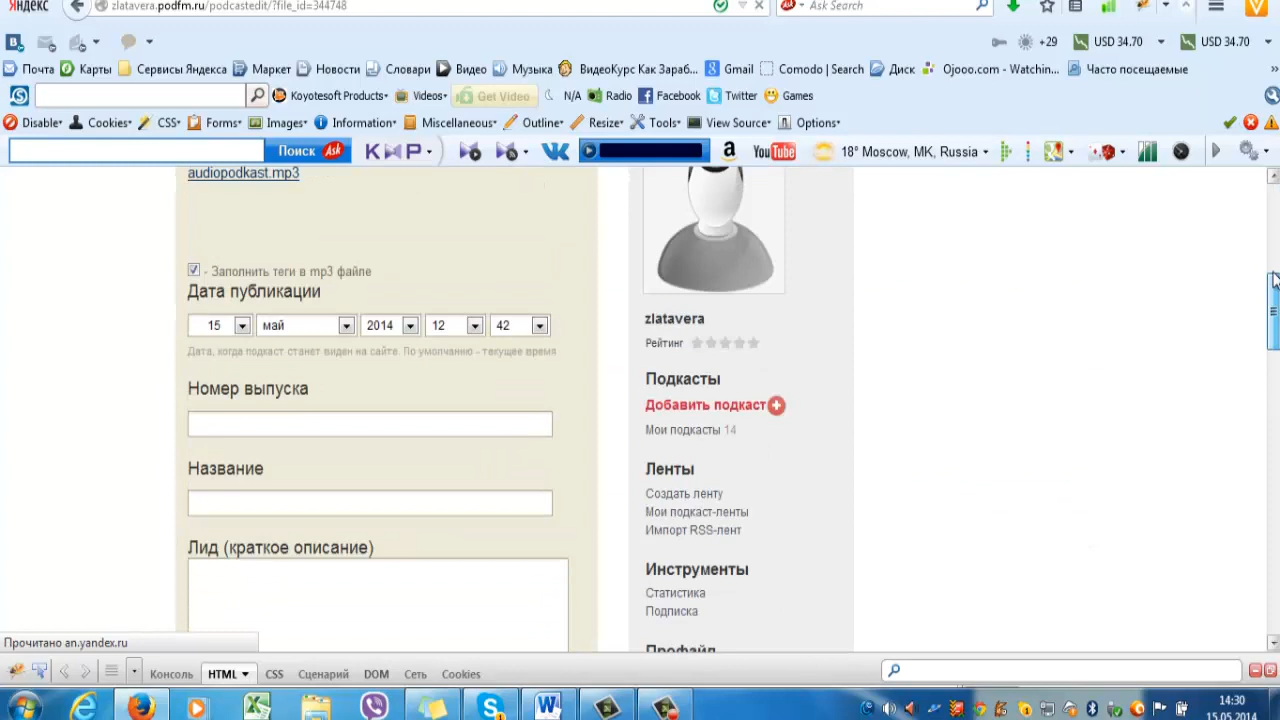 Яндекс
zlatavera.podfm.ru/podcastedit/?file_id=344748
Ask Search
+29
USD 34.70
USD 34.70
Почта Карты Сервисы Яндекса Маркет Новости Словари Видео Музыка ВидеоКурс Как Зараб... Gmail Comodo | Search Диск Ojooo.com - Watchin... Часто посещаемые
Koyotesoft Products Videos Get Video N/A Radio Facebook Twitter Games
Disable Cookies CSS Forms Images Information Miscellaneous Outline Resize Tools View Source Options
Поиск Ask KMP YouTube 18° Moscow, MK, Russia
audiopodkast.mp3
- Заполнить теги в mp3 файле
Дата публикации
15 май 2014 12 42
Дата, когда подкаст станет виден на сайте. По умолчанию - текущее время
Номер выпуска
Название
Лид (краткое описание)
zlatavera
Рейтинг
Подкасты
Добавить подкаст
Мои подкасты 14
Ленты
Создать ленту
Мои подкаст-ленты
Импорт RSS-лент
Инструменты
Статистика
Подписка
Профайл
Прочитано an.yandex.ru
Консоль HTML CSS Сценарий DOM Сеть Cookies
14:30
15.05.2014